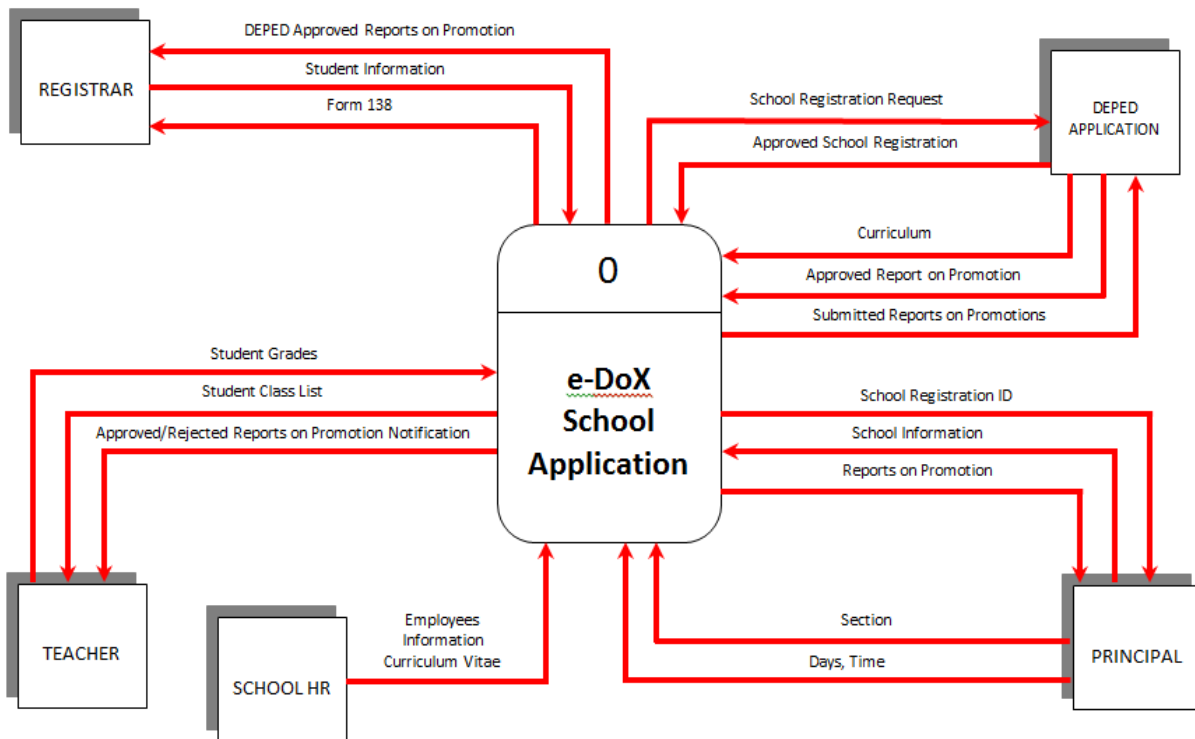 DEPED Approved Reports on Promotion
Student Information
Form 138
REGISTRAR
School Registration Request
Approved School Registration
DEPED
APPLICATION
Curriculum
Approved Report on Promotion
Submitted Reports on Promotions
0
e-DoX
School
Application
Student Grades
Student Class List
Approved/Rejected Reports on Promotion Notification
School Registration ID
School Information
Reports on Promotion
TEACHER
SCHOOL HR
Employees
Information
Curriculum Vitae
Section
Days, Time
PRINCIPAL